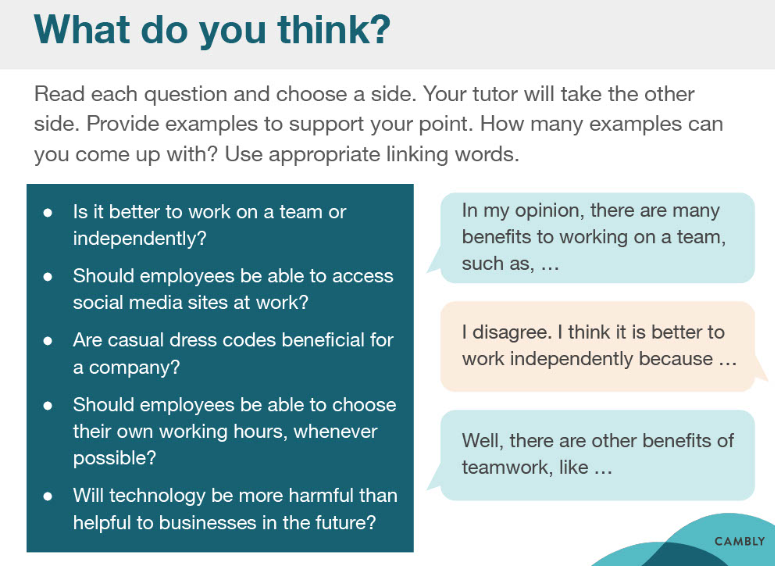 What do you think?
Read each question and choose a side. Your tutor will take the other
side. Provide examples to support your point. How many examples can
you come up with? Use appropriate linking words.
● Is it better to work on a team or
independently?
● Should employees be able to access
social media sites at work?
● Are casual dress codes beneficial for
a company?
● Should employees be able to choose
their own working hours, whenever
possible?
● Will technology be more harmful than
helpful to businesses in the future?
In my opinion, there are many
benefits to working on a team,
such as, …
I disagree. I think it is better to
work independently because …
Well, there are other benefits of
teamwork, like …
CAMBLY